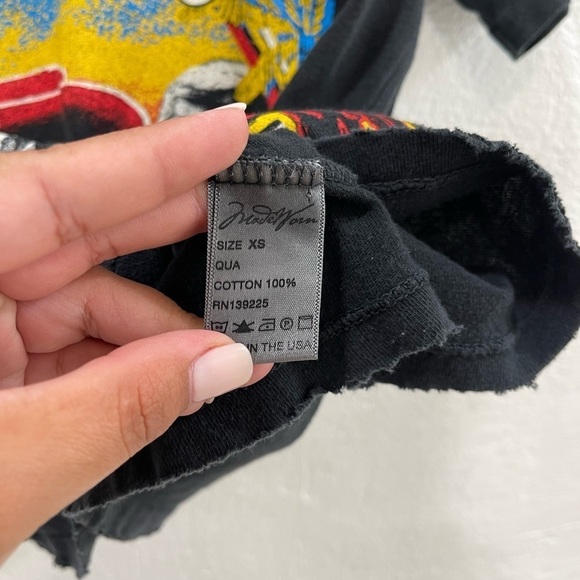 MadeWorn
SIZE XS
QUA
COTTON 100%
RN139225
IN THE USA